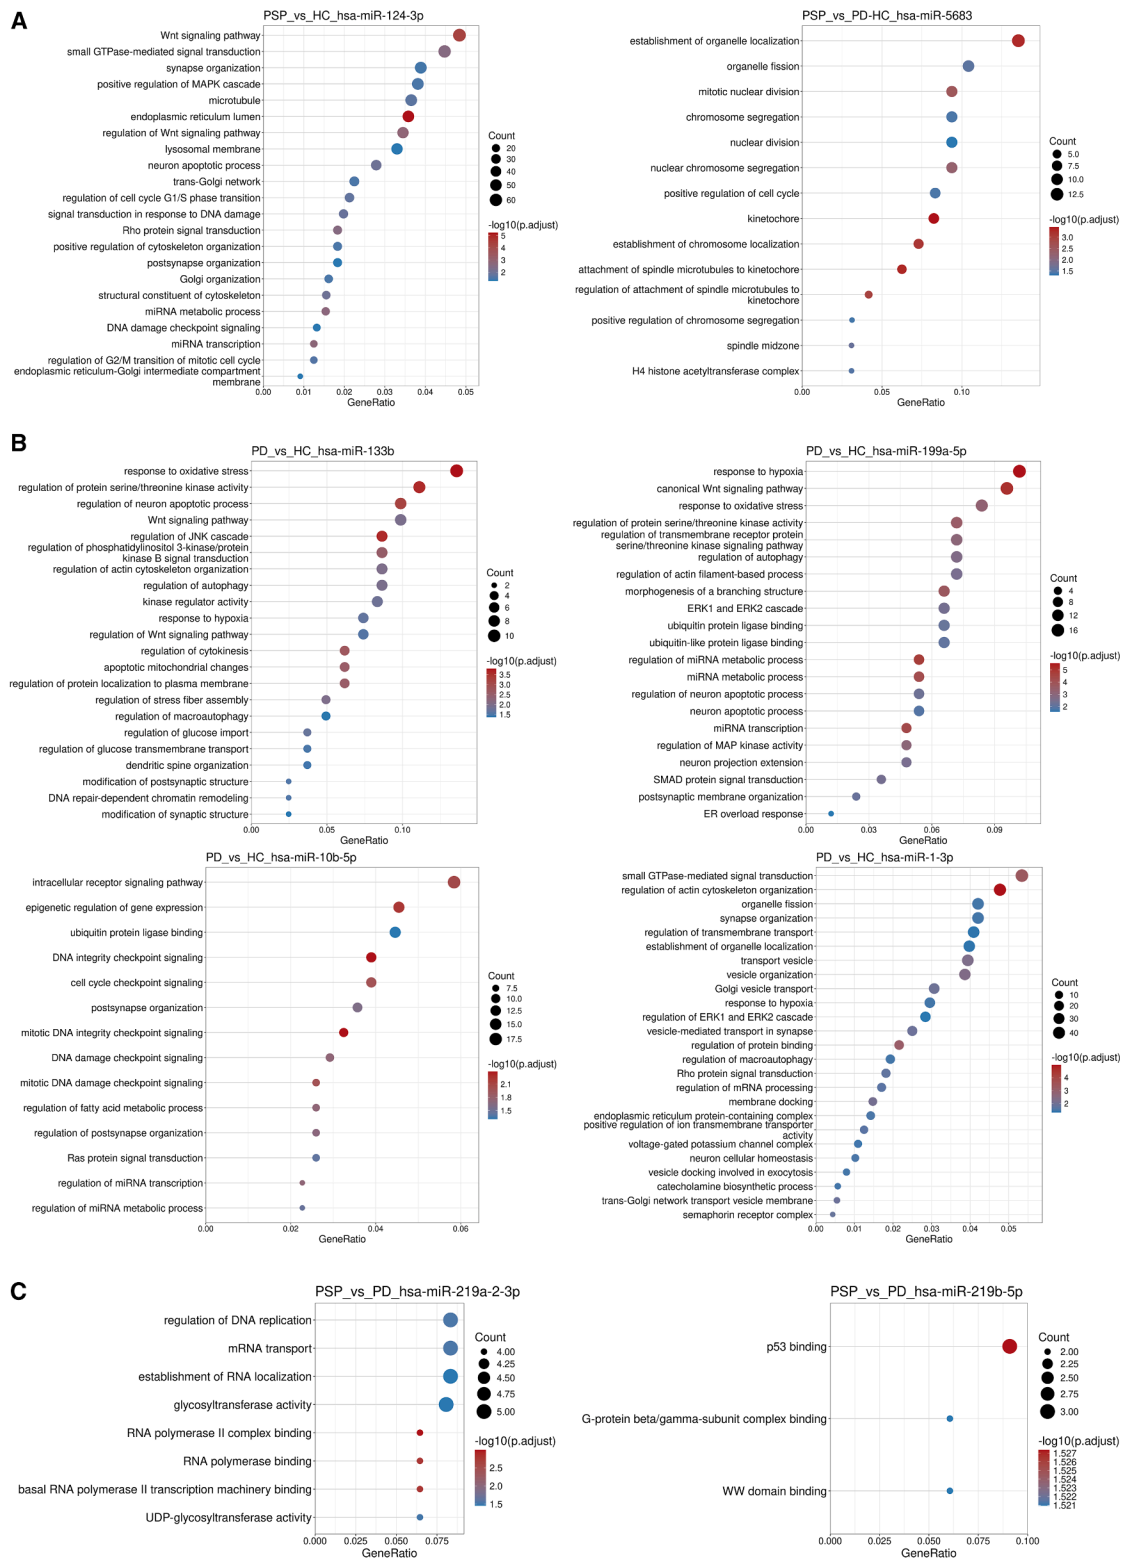 A
PSP_vs_HC_hsa-miR-124-3p
Wnt signaling pathway
small GTPase-mediated signal transduction
synapse organization
positive regulation of MAPK cascade
microtubule
endoplasmic reticulum lumen
regulation of Wnt signaling pathway
lysosomal membrane
neuron apoptotic process
trans-Golgi network
regulation of cell cycle G1/S phase transition
signal transduction in response to DNA damage
Rho protein signal transduction
positive regulation of cytoskeleton organization
postsynapse organization
Golgi organization
structural constituent of cytoskeleton
miRNA metabolic process
DNA damage checkpoint signaling
miRNA transcription
regulation of G2/M transition of mitotic cell cycle
endoplasmic reticulum-Golgi intermediate compartment
membrane
0.00 0.01 0.02 0.03 0.04 0.05
GeneRatio
Count
20
30
40
50
60
-log10(p.adjust)
5
4
3
2
PSP_vs_PD-HC_hsa-miR-5683
establishment of organelle localization
organelle fission
mitotic nuclear division
chromosome segregation
nuclear division
nuclear chromosome segregation
positive regulation of cell cycle
kinetochore
establishment of chromosome localization
attachment of spindle microtubules to kinetochore
regulation of attachment of spindle microtubules to
kinetochore
positive regulation of chromosome segregation
spindle midzone
H4 histone acetyltransferase complex
0.00 0.05 0.10
GeneRatio
Count
5.0
7.5
10.0
12.5
-log10(p.adjust)
3.0
2.5
2.0
1.5
B
PD_vs_HC_hsa-miR-133b
response to oxidative stress
regulation of protein serine/threonine kinase activity
regulation of neuron apoptotic process
Wnt signaling pathway
regulation of JNK cascade
regulation of phosphatidylinositol 3-kinase/protein
kinase B signal transduction
regulation of actin cytoskeleton organization
regulation of autophagy
kinase regulator activity
response to hypoxia
regulation of Wnt signaling pathway
regulation of cytokinesis
apoptotic mitochondrial changes
regulation of protein localization to plasma membrane
regulation of stress fiber assembly
regulation of macroautophagy
regulation of glucose import
regulation of glucose transmembrane transport
dendritic spine organization
modification of postsynaptic structure
DNA repair-dependent chromatin remodeling
modification of synaptic structure
0.00 0.05 0.10
GeneRatio
Count
2
4
6
8
10
-log10(p.adjust)
3.5
3.0
2.5
2.0
1.5
PD_vs_HC_hsa-miR-199a-5p
response to hypoxia
canonical Wnt signaling pathway
response to oxidative stress
regulation of protein serine/threonine kinase activity
regulation of transmembrane receptor protein
serine/threonine kinase signaling pathway
regulation of autophagy
regulation of actin filament-based process
morphogenesis of a branching structure
ERK1 and ERK2 cascade
ubiquitin protein ligase binding
ubiquitin-like protein ligase binding
regulation of miRNA metabolic process
miRNA metabolic process
regulation of neuron apoptotic process
neuron apoptotic process
miRNA transcription
regulation of MAP kinase activity
neuron projection extension
SMAD protein signal transduction
postsynaptic membrane organization
ER overload response
0.00 0.03 0.06 0.09
GeneRatio
Count
4
8
12
16
-log10(p.adjust)
5
4
3
2
PD_vs_HC_hsa-miR-10b-5p
intracellular receptor signaling pathway
epigenetic regulation of gene expression
ubiquitin protein ligase binding
DNA integrity checkpoint signaling
cell cycle checkpoint signaling
postsynapse organization
mitotic DNA integrity checkpoint signaling
DNA damage checkpoint signaling
mitotic DNA damage checkpoint signaling
regulation of fatty acid metabolic process
regulation of postsynapse organization
Ras protein signal transduction
regulation of miRNA transcription
regulation of miRNA metabolic process
0.00 0.02 0.04 0.06
GeneRatio
Count
7.5
10.0
12.5
15.0
17.5
-log10(p.adjust)
2.1
1.8
1.5
PD_vs_HC_hsa-miR-1-3p
small GTPase-mediated signal transduction
regulation of actin cytoskeleton organization
organelle fission
synapse organization
regulation of transmembrane transport
establishment of organelle localization
transport vesicle
vesicle organization
Golgi vesicle transport
response to hypoxia
regulation of ERK1 and ERK2 cascade
vesicle-mediated transport in synapse
regulation of protein binding
regulation of macroautophagy
Rho protein signal transduction
regulation of mRNA processing
membrane docking
endoplasmic reticulum protein-containing complex
positive regulation of ion transmembrane transporter
activity
voltage-gated potassium channel complex
neuron cellular homeostasis
vesicle docking involved in exocytosis
catecholamine biosynthetic process
trans-Golgi network transport vesicle membrane
semaphorin receptor complex
0.00 0.01 0.02 0.03 0.04 0.05
GeneRatio
Count
10
20
30
40
-log10(p.adjust)
4
3
2
C
PSP_vs_PD_hsa-miR-219a-2-3p
regulation of DNA replication
mRNA transport
establishment of RNA localization
glycosyltransferase activity
RNA polymerase II complex binding
RNA polymerase binding
basal RNA polymerase II transcription machinery binding
UDP-glycosyltransferase activity
0.000 0.025 0.050 0.075
GeneRatio
Count
4.00
4.25
4.50
4.75
5.00
-log10(p.adjust)
2.5
2.0
1.5
PSP_vs_PD_hsa-miR-219b-5p
p53 binding
G-protein beta/gamma-subunit complex binding
WW domain binding
0.000 0.025 0.050 0.075 0.100
GeneRatio
Count
2.00
2.25
2.50
2.75
3.00
-log10(p.adjust)
1.527
1.526
1.525
1.524
1.523
1.522
1.521